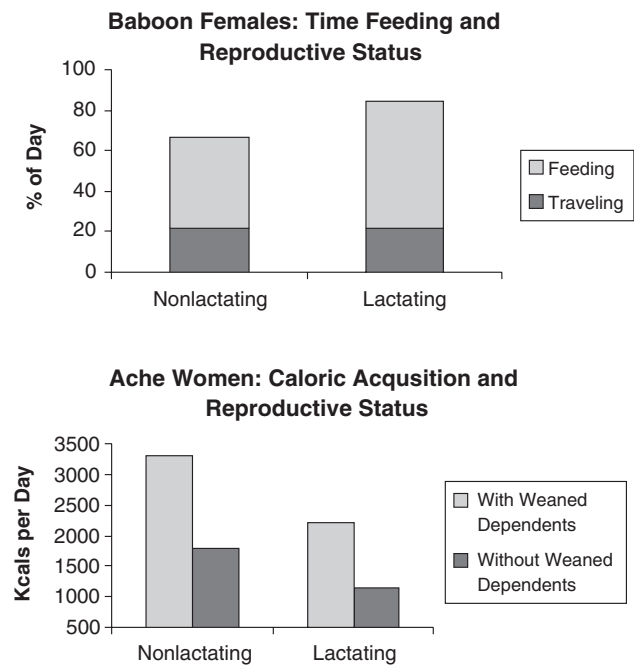 Baboon Females: Time Feeding and
Reproductive Status
% of Day
100
80
60
40
20
0
Nonlactating
Lactating
Feeding
Traveling
Ache Women: Caloric Acqusition and
Reproductive Status
Kcals per Day
3500
3000
2500
2000
1500
1000
500
Nonlactating
Lactating
With Weaned
Dependents
Without Weaned
Dependents